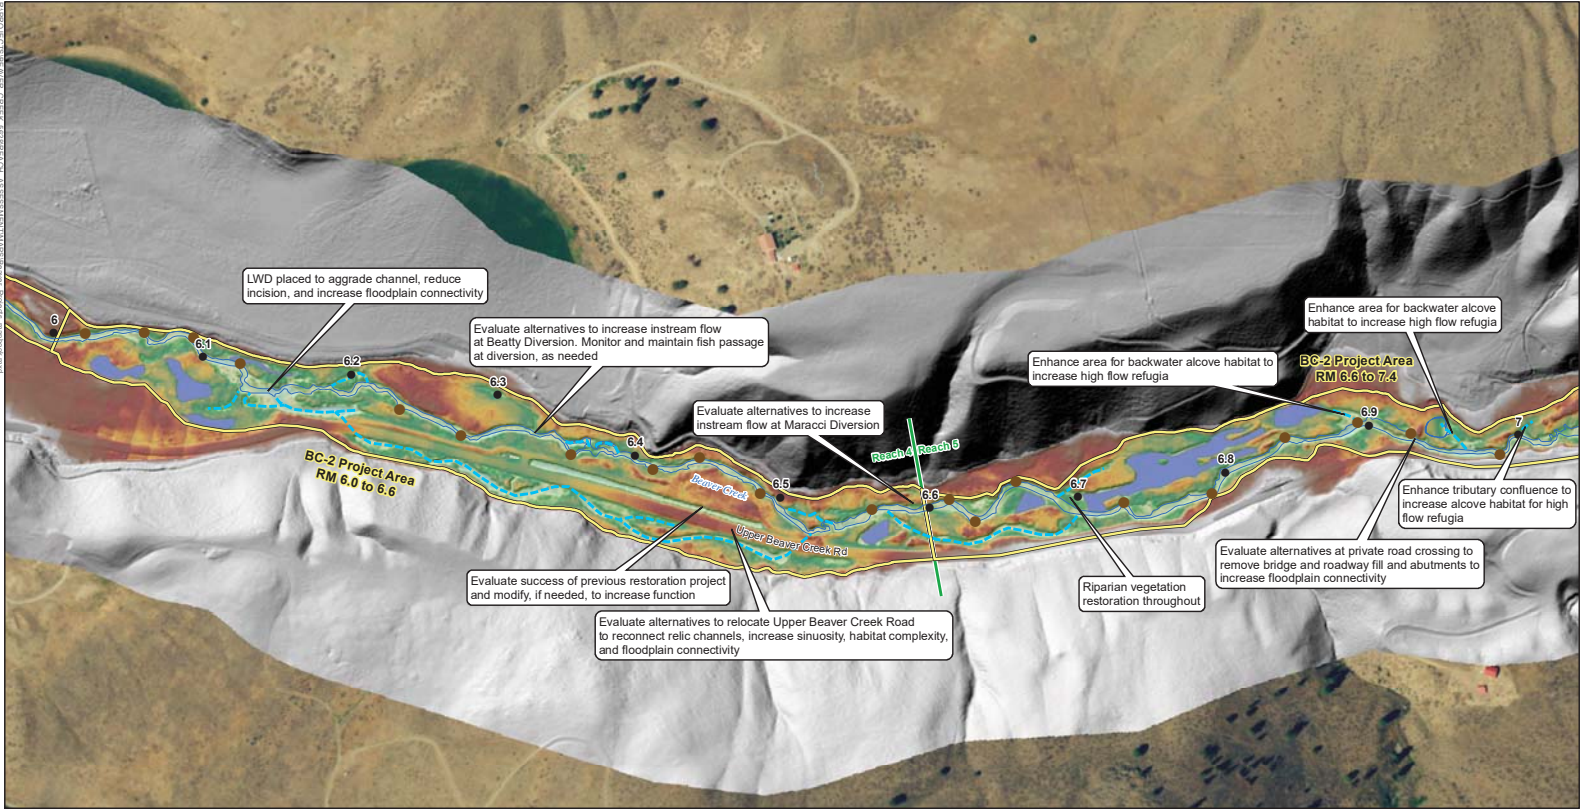 LWD placed to aggrade channel, reduce
incision, and increase floodplain connectivity
Evaluate alternatives to increase instream flow
at Beatty Diversion. Monitor and maintain fish passage
at diversion, as needed
Evaluate alternatives to increase
instream flow at Maracci Diversion
Enhance area for backwater alcove habitat to
increase high flow refugia
Enhance area for backwater alcove
habitat to increase high flow refugia
BC-2 Project Area
RM 6.6 to 7.4
6
6.1
6.2
6.3
6.4
6.5
6.6
6.7
6.8
6.9
7
Reach 4
Reach 5
BC-2 Project Area
RM 6.0 to 6.6
Beaver Creek
Upper Beaver Creek Rd
Evaluate success of previous restoration project
and modify, if needed, to increase function
Evaluate alternatives to relocate Upper Beaver Creek Road
to reconnect relic channels, increase sinuosity, habitat complexity,
and floodplain connectivity
Riparian vegetation
restoration throughout
Evaluate alternatives at private road crossing to
remove bridge and roadway fill and abutments to
increase floodplain connectivity
Enhance tributary confluence to
increase alcove habitat for high
flow refugia